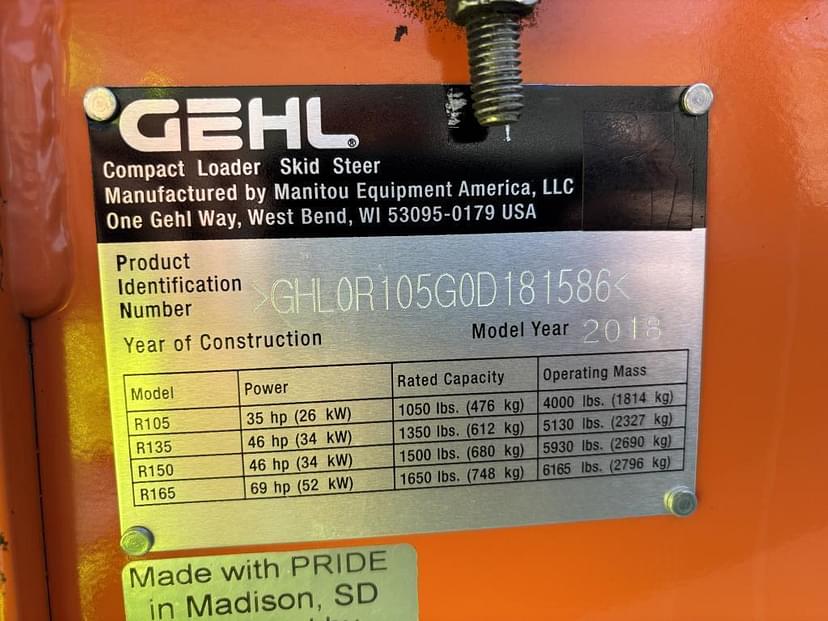 GEHL®
Compact Loader Skid Steer
Manufactured by Manitou Equipment America, LLC
One Gehl Way, West Bend, WI 53095-0179 USA
Product
Identification
Number >GHL0R105G0D181586<
Year of Construction Model Year 2018
Model Power Rated Capacity Operating Mass
R105 35 hp (26 kW) 1050 lbs. (476 kg) 4000 lbs. (1814 kg)
R135 46 hp (34 kW) 1350 lbs. (612 kg) 5130 lbs. (2327 kg)
R150 46 hp (34 kW) 1500 lbs. (680 kg) 5930 lbs. (2690 kg)
R165 69 hp (52 kW) 1650 lbs. (748 kg) 6165 lbs. (2796 kg)
Made with PRIDE
in Madison, SD